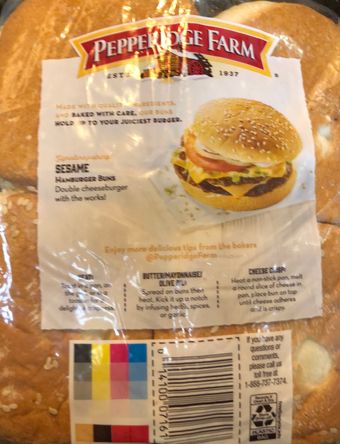 PEPPERIDGE FARM
ESTD 1937
MADE WITH QUALITY INGREDIENTS,
AND BAKED WITH CARE, OUR BUNS
HOLD UP TO YOUR JUICIEST BURGER.
SESAME
HAMBURGER BUNS
Double cheeseburger
with the works!
Enjoy more delicious tips from the bakers
@PepperidgeFarm
BUTTER/MAYONNAISE/
OLIVE OIL!
Spread on buns then
heat. Kick it up a notch
by infusing herbs, spices,
or garlic.
CHEESE CRISP!
Heat a non-stick pan, melt
a round slice of cheese in
pan, place bun on top
until cheese adheres
and is crispy.
If you have any
questions or
comments,
please call us
toll free at
1-888-737-7374.